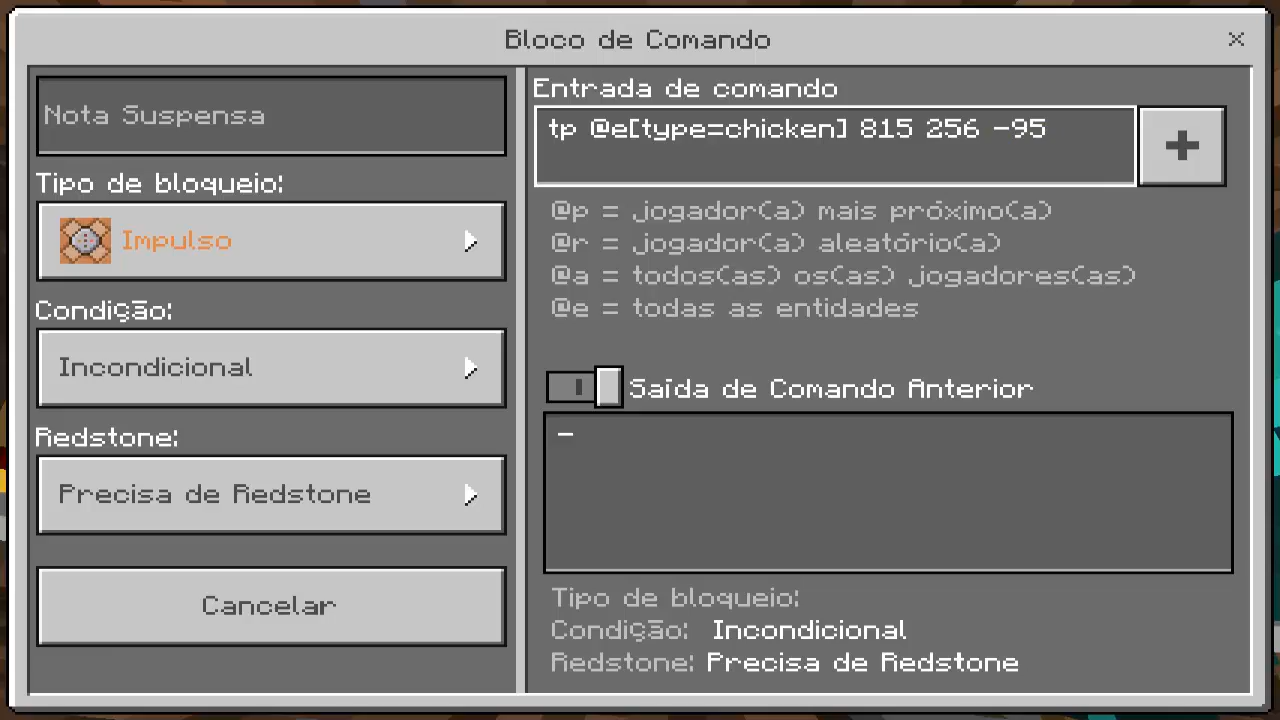 Bloco de Comando
Nota Suspensa
Tipo de bloqueio:
Impulso
Condição:
Incondicional
Redstone:
Precisa de Redstone
Cancelar
Entrada de comando
tp @e[type=chicken] 815 256 -95
@p = jogador(a) mais próximo(a)
@r = jogador(a) aleatório(a)
@a = todos(as) os(as) jogadores(as)
@e = todas as entidades
Saída de Comando Anterior
-
Tipo de bloqueio:
Condição: Incondicional
Redstone: Precisa de Redstone